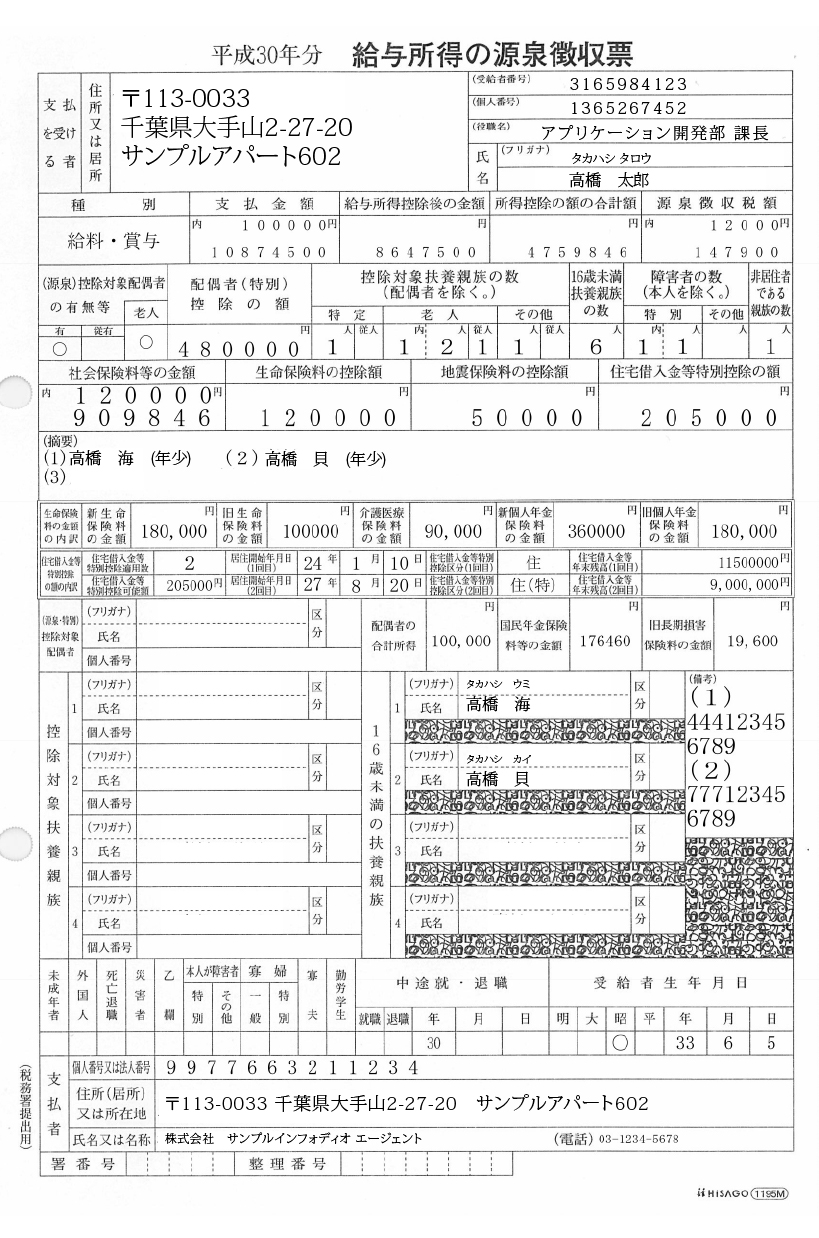 平成30年分 給与所得の源泉徴収票
支払を受ける者
住所又は居所
〒113-0033
千葉県大手山2-27-20
サンプルアパート602
(受給者番号) 3165984123
(個人番号) 1365267452
(役職名) アプリケーション開発部 課長
氏名
(フリガナ) タカハシ タロウ
高橋 太郎
種 別 支払金額 給与所得控除後の金額 所得控除の額の合計額 源泉徴収税額
給料・賞与
内 100000円 円 円 内 12000円
10874500 8647500 4759846 147900
(源泉)控除対象配偶者の有無等 老人
配偶者(特別)控除の額
控除対象扶養親族の数(配偶者を除く。)
16歳未満扶養親族の数
障害者の数(本人を除く。)
非居住者である親族の数
特定 老人 その他 特別 その他
有 従有 円 人 従人 内 人 従人 人 従人 人 内 人 人 人
○ ○ 480000 1 1 2 1 1 6 1 1 1
社会保険料等の金額 生命保険料の控除額 地震保険料の控除額 住宅借入金等特別控除の額
内 120000円 円 円 円
909846 120000 50000 205000
(摘要)
(1)高橋 海 (年少) (2)高橋 貝 (年少)
(3)
生命保険料の金額の内訳
新生命保険料の金額 180,000円
旧生命保険料の金額 100000円
介護医療保険料の金額 90,000円
新個人年金保険料の金額 360000円
旧個人年金保険料の金額 180,000円
住宅借入金等特別控除の額の内訳
住宅借入金等特別控除適用数 2 居住開始年月日(1回目) 24年 1月 10日 住宅借入金等特別控除区分(1回目) 住 住宅借入金等年末残高(1回目) 11500000円
住宅借入金等特別控除可能額 205000円 居住開始年月日(2回目) 27年 8月 20日 住宅借入金等特別控除区分(2回目) 住(特) 住宅借入金等年末残高(2回目) 9,000,000円
(源泉・特別)控除対象配偶者
(フリガナ) 区分
氏名
個人番号
配偶者の合計所得 100,000円
国民年金保険料等の金額 176460円
旧長期損害保険料の金額 19,600円
控除対象扶養親族
1 (フリガナ) 区分
氏名
個人番号
2 (フリガナ) 区分
氏名
個人番号
3 (フリガナ) 区分
氏名
個人番号
4 (フリガナ) 区分
氏名
個人番号
16歳未満の扶養親族
1 (フリガナ) タカハシ ウミ 区分
氏名 高橋 海
2 (フリガナ) タカハシ カイ 区分
氏名 高橋 貝
3 (フリガナ) 区分
氏名
4 (フリガナ) 区分
氏名
(備考)
(1)
44412345
6789
(2)
77712345
6789
未成年者 外国人 死亡退職 災害者 乙欄 本人が障害者 寡婦 寡夫 勤労学生 中途就・退職 受給者生年月日
特別 その他 一般 特別 就職 退職 年 月 日 明 大 昭 平 年 月 日
30 ○ 33 6 5
(税務署提出用)
支払者
個人番号又は法人番号 9977663211234
住所(居所)又は所在地 〒113-0033 千葉県大手山2-27-20 サンプルアパート602
氏名又は名称 株式会社 サンプルインフォディオ エージェント (電話) 03-1234-5678
署番号 整理番号
HISAGO 1195M